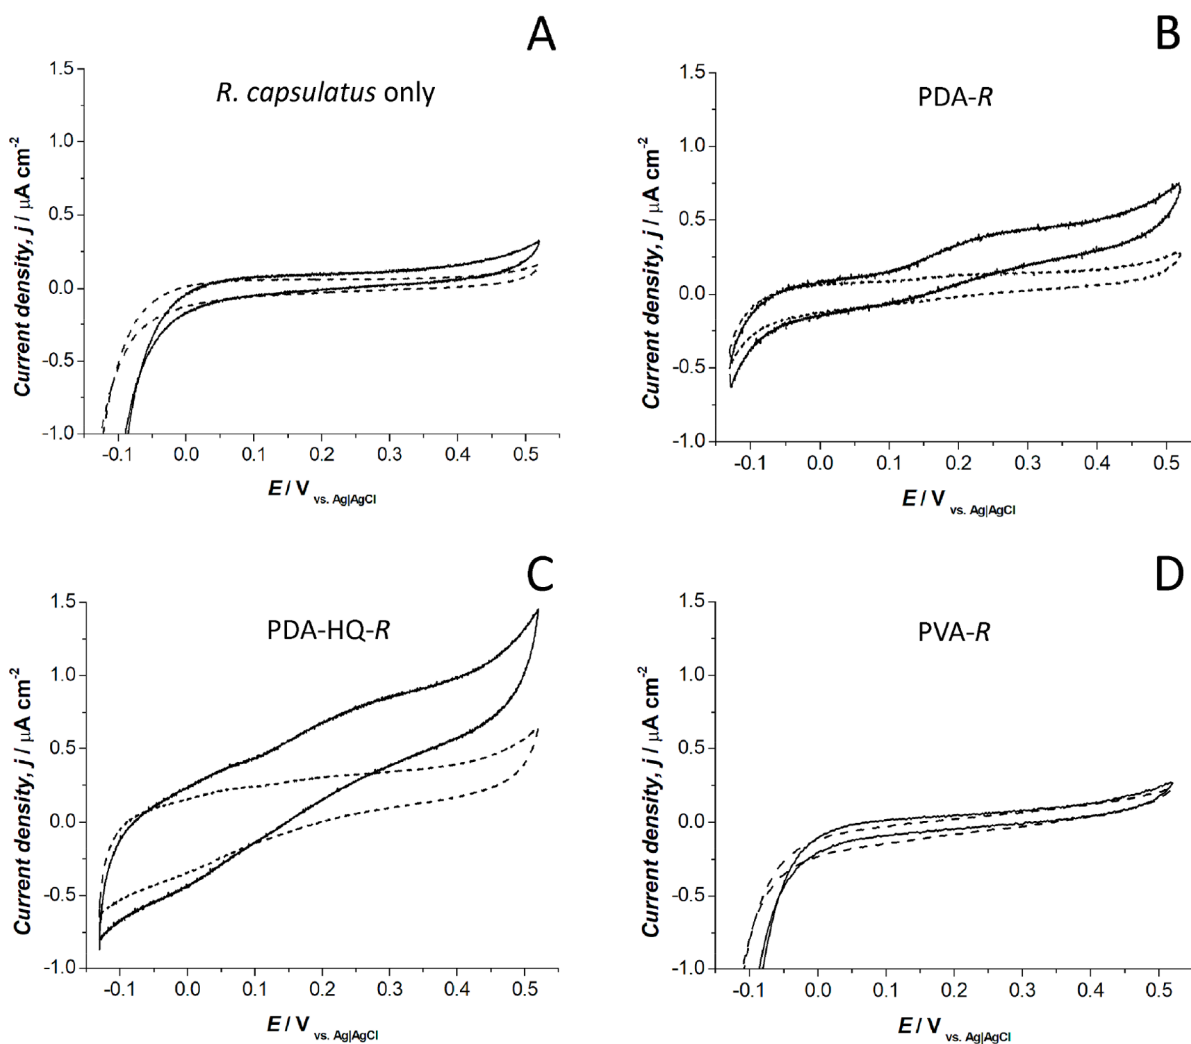 A
R. capsulatus only
1.5
1.0
0.5
0.0
-0.5
-1.0
Current density, j / μA cm-2
-0.1 0.0 0.1 0.2 0.3 0.4 0.5
E / V vs. Ag|AgCl
B
PDA-R
1.5
1.0
0.5
0.0
-0.5
-1.0
Current density, j / μA cm-2
-0.1 0.0 0.1 0.2 0.3 0.4 0.5
E / V vs. Ag|AgCl
C
PDA-HQ-R
1.5
1.0
0.5
0.0
-0.5
-1.0
Current density, j / μA cm-2
-0.1 0.0 0.1 0.2 0.3 0.4 0.5
E / V vs. Ag|AgCl
D
PVA-R
1.5
1.0
0.5
0.0
-0.5
-1.0
Current density, j / μA cm-2
-0.1 0.0 0.1 0.2 0.3 0.4 0.5
E / V vs. Ag|AgCl